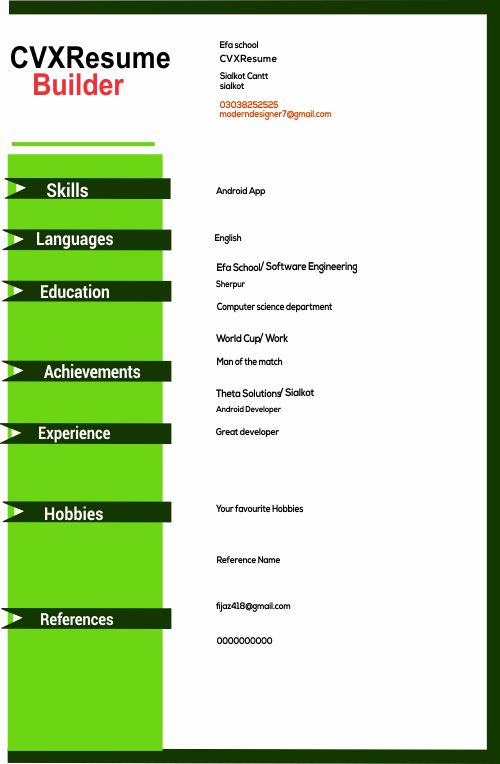 CVXResume
Builder
Efa school
CVXResume
Sialkot Cantt
sialkot
03038252525
moderndesigner7@gmail.com
Skills
Android App
Languages
English
Education
Efa School/ Software Engineering
Sherpur
Computer science department
World Cup/ Work
Man of the match
Achievements
Theta Solutions/ Sialkot
Android Developer
Experience
Great developer
Hobbies
Your favourite Hobbies
Reference Name
References
fijaz418@gmail.com
0000000000